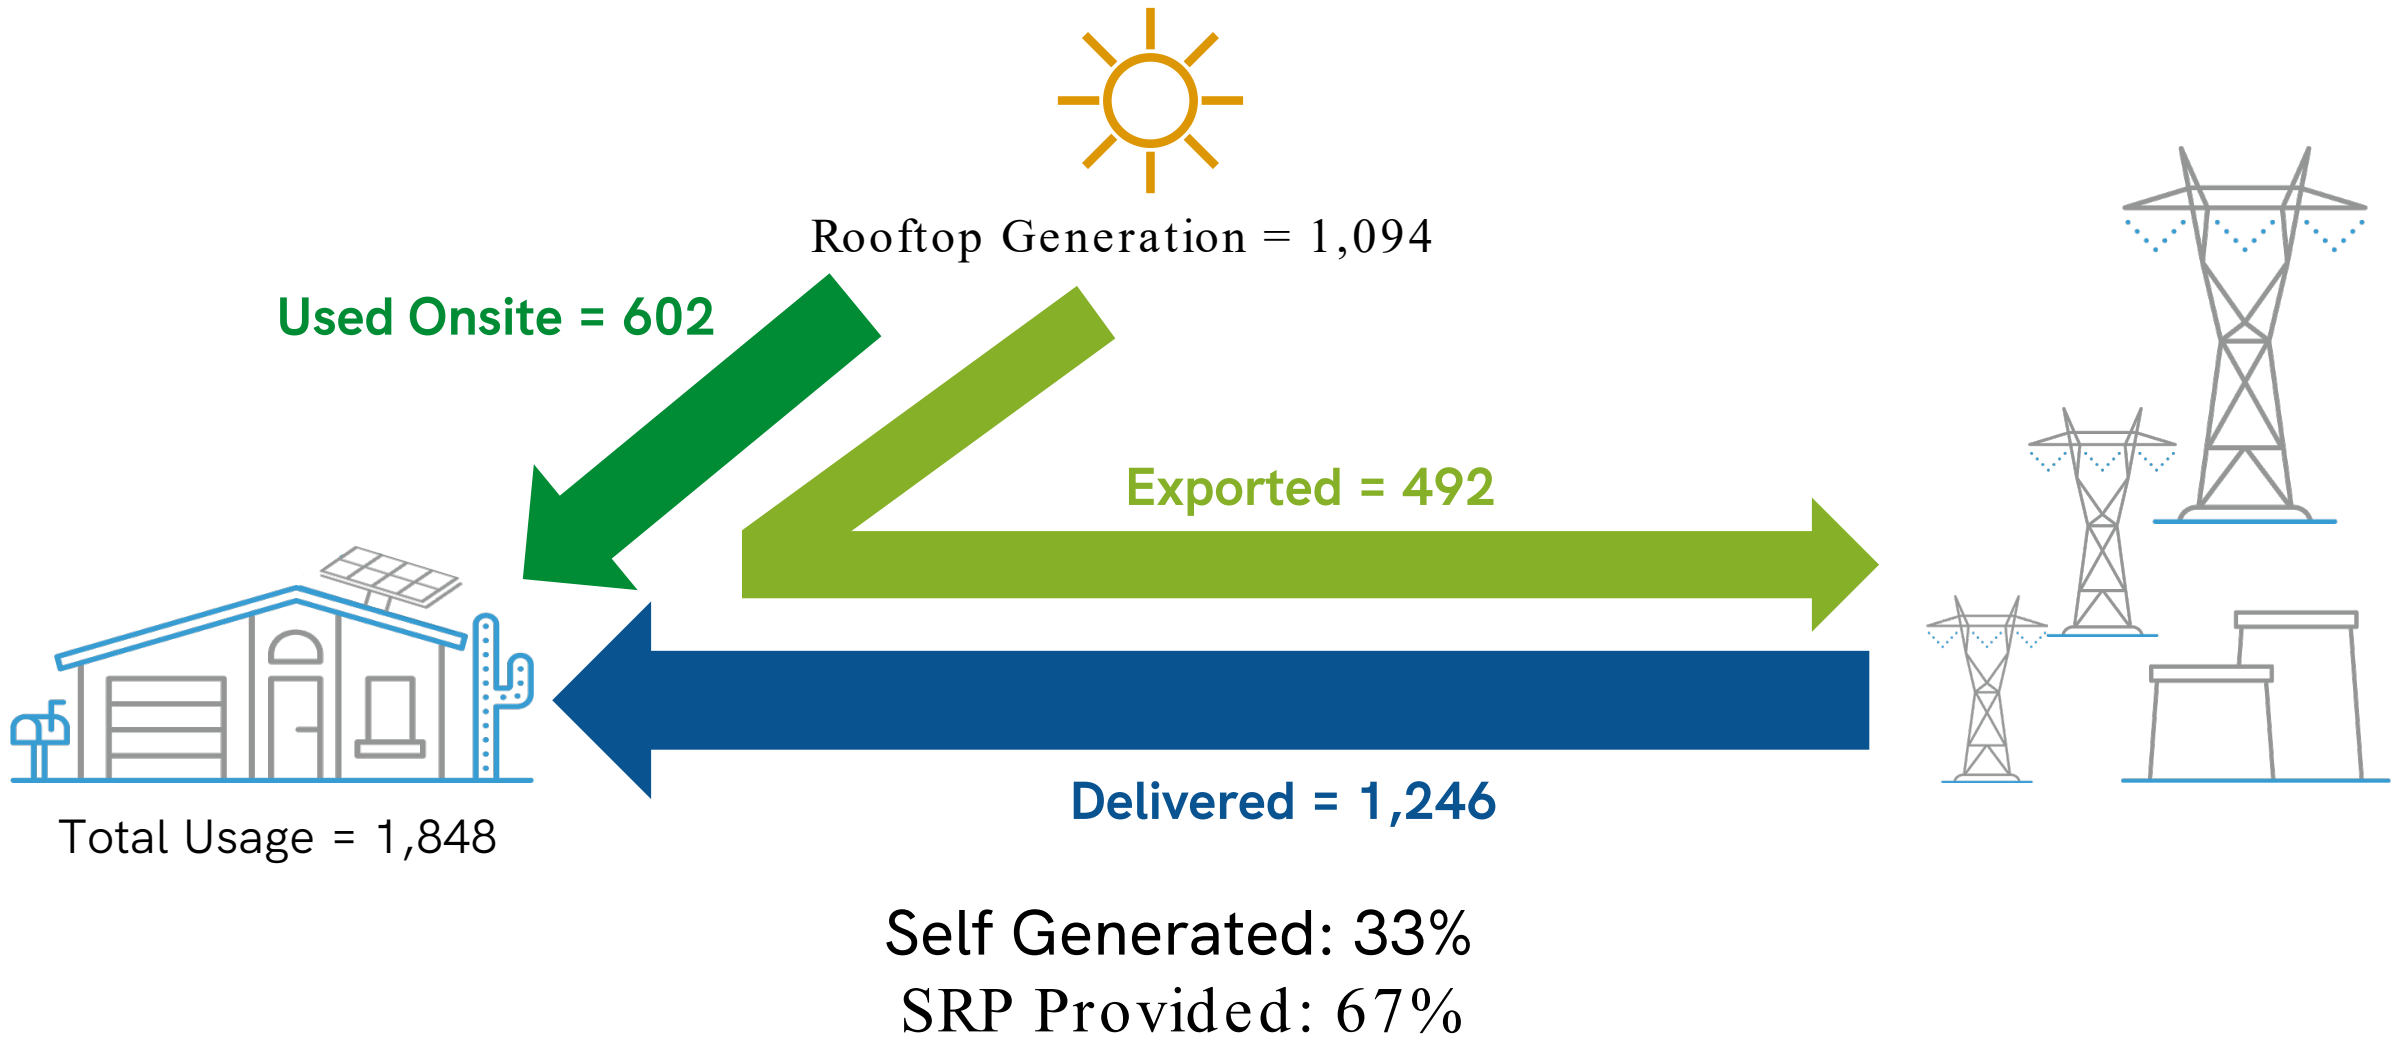 Rooftop Generation = 1,094
Used Onsite = 602
Exported = 492
Delivered = 1,246
Total Usage = 1,848
Self Generated: 33%
SRP Provided: 67%